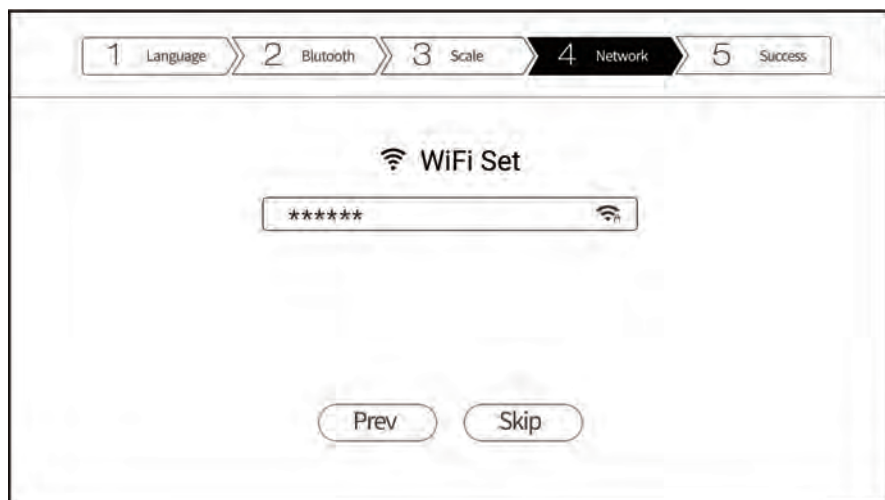 1 Language 2 Blutooth 3 Scale 4 Network 5 Success
WiFi Set
******
Prev Skip